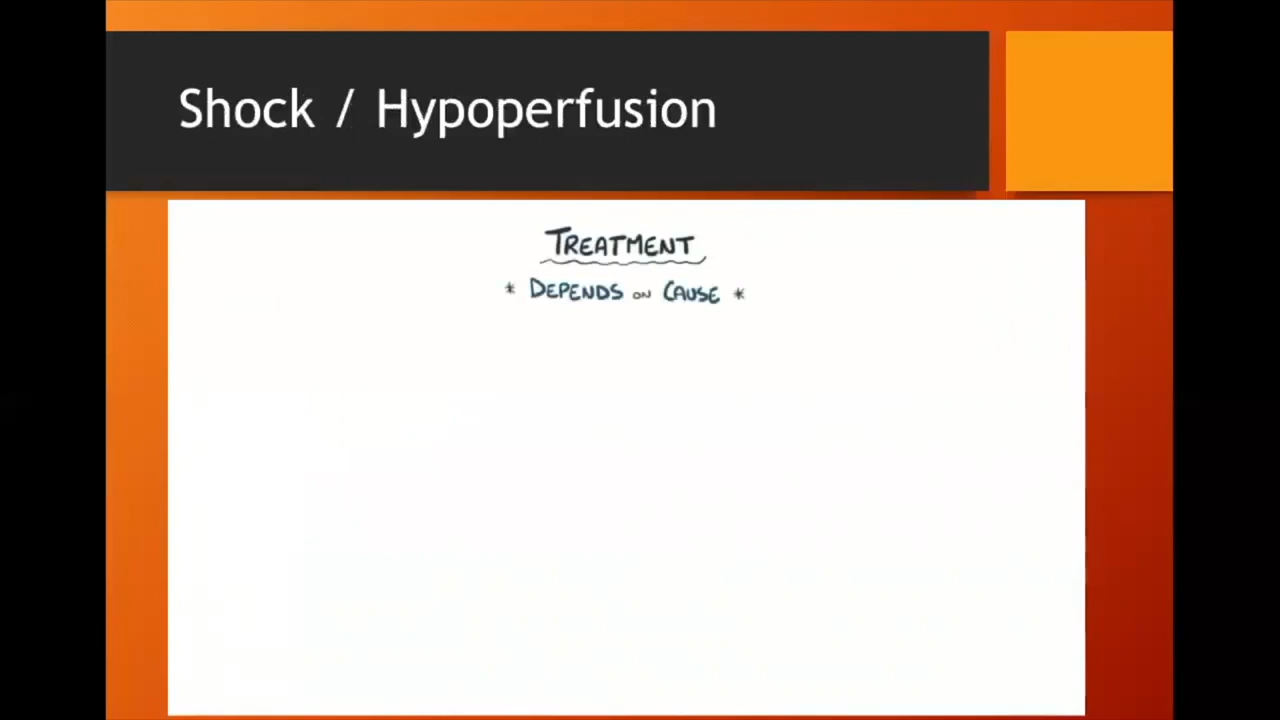 Shock / Hypoperfusion
TREATMENT
* DEPENDS ON CAUSE *